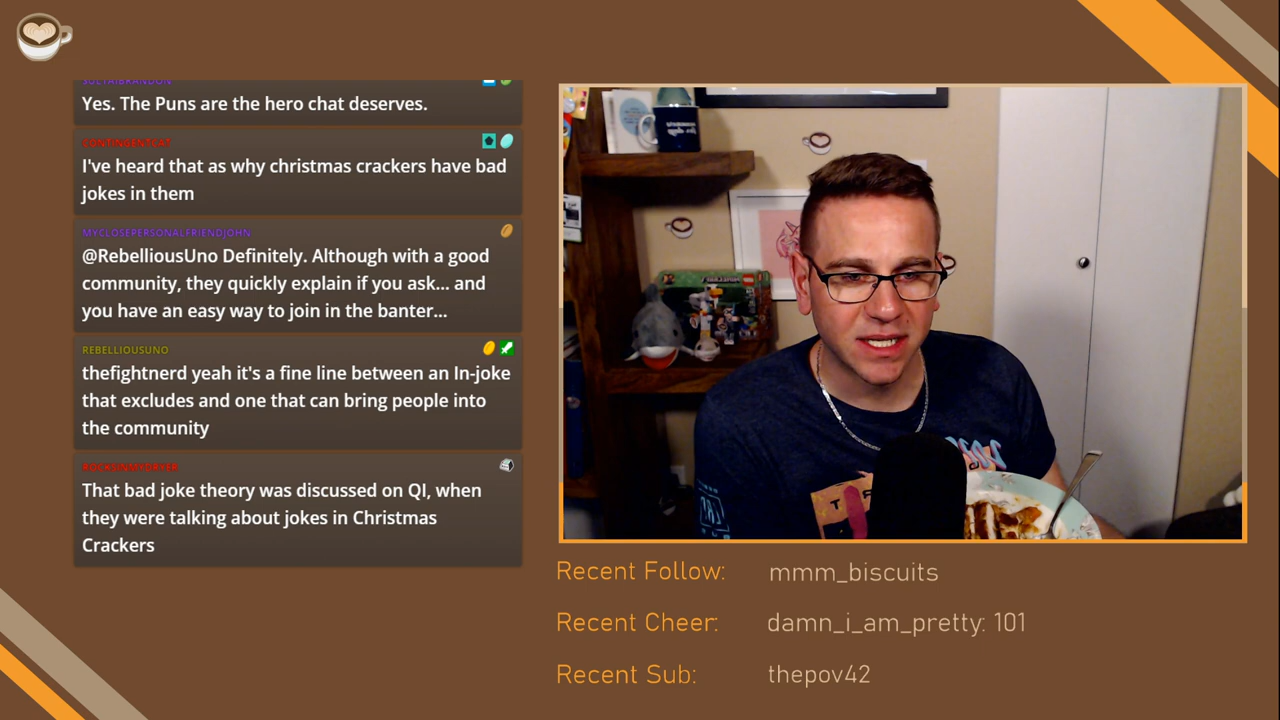 Yes. The Puns are the hero chat deserves.
CONTINGENTCAT
I've heard that as why christmas crackers have bad
jokes in them
MYCLOSEPERSONALFRIENDJOHN
@RebelliousUno Definitely. Although with a good
community, they quickly explain if you ask... and
you have an easy way to join in the banter...
REBELLIOUSUNO
thefightnerd yeah it's a fine line between an In-joke
that excludes and one that can bring people into
the community
ROCKSINMYDRYER
That bad joke theory was discussed on QI, when
they were talking about jokes in Christmas
Crackers
Recent Follow: mmm_biscuits
Recent Cheer: damn_i_am_pretty: 101
Recent Sub: thepov42